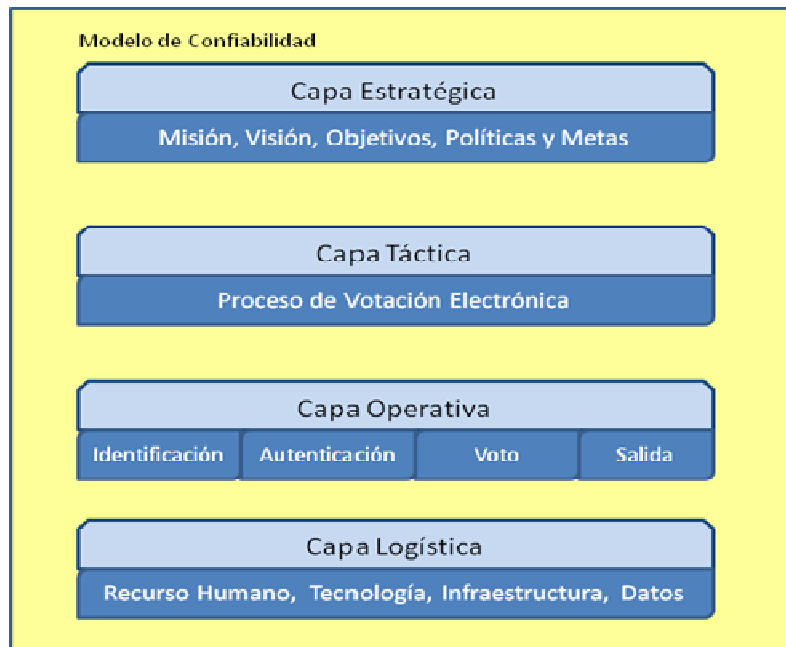 Modelo de Confiabilidad
Capa Estratégica
Misión, Visión, Objetivos, Políticas y Metas
Capa Táctica
Proceso de Votación Electrónica
Capa Operativa
Identificación Autenticación Voto Salida
Capa Logística
Recurso Humano, Tecnología, Infraestructura, Datos